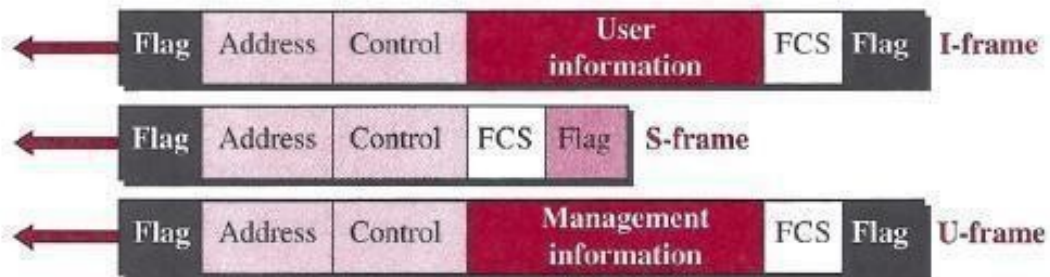 Flag Address Control User information FCS Flag I-frame
Flag Address Control FCS Flag S-frame
Flag Address Control Management information FCS Flag U-frame